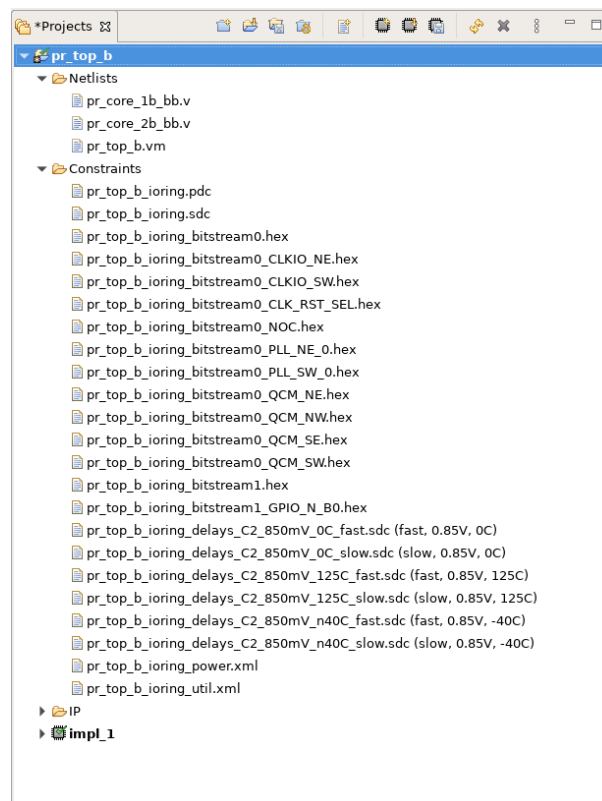 *Projects
pr_top_b
Netlists
pr_core_1b_bb.v
pr_core_2b_bb.v
pr_top_b.vm
Constraints
pr_top_b_ioring.pdc
pr_top_b_ioring.sdc
pr_top_b_ioring_bitstream0.hex
pr_top_b_ioring_bitstream0_CLKIO_NE.hex
pr_top_b_ioring_bitstream0_CLKIO_SW.hex
pr_top_b_ioring_bitstream0_CLK_RST_SEL.hex
pr_top_b_ioring_bitstream0_NOC.hex
pr_top_b_ioring_bitstream0_PLL_NE_0.hex
pr_top_b_ioring_bitstream0_PLL_SW_0.hex
pr_top_b_ioring_bitstream0_QCM_NE.hex
pr_top_b_ioring_bitstream0_QCM_NW.hex
pr_top_b_ioring_bitstream0_QCM_SE.hex
pr_top_b_ioring_bitstream0_QCM_SW.hex
pr_top_b_ioring_bitstream1.hex
pr_top_b_ioring_bitstream1_GPIO_N_B0.hex
pr_top_b_ioring_delays_C2_850mV_0C_fast.sdc (fast, 0.85V, 0C)
pr_top_b_ioring_delays_C2_850mV_0C_slow.sdc (slow, 0.85V, 0C)
pr_top_b_ioring_delays_C2_850mV_125C_fast.sdc (fast, 0.85V, 125C)
pr_top_b_ioring_delays_C2_850mV_125C_slow.sdc (slow, 0.85V, 125C)
pr_top_b_ioring_delays_C2_850mV_n40C_fast.sdc (fast, 0.85V, -40C)
pr_top_b_ioring_delays_C2_850mV_n40C_slow.sdc (slow, 0.85V, -40C)
pr_top_b_ioring_power.xml
pr_top_b_ioring_util.xml
IP
impl_1